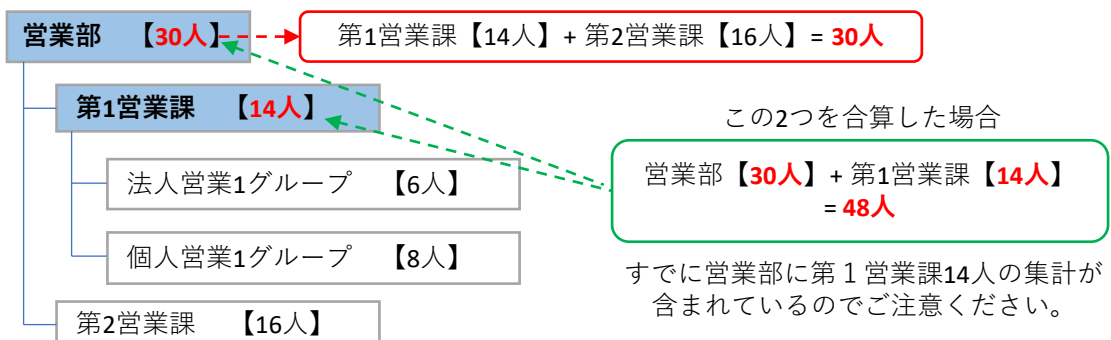 営業部　【30人】
第1営業課【14人】+ 第2営業課【16人】= 30人
第1営業課　【14人】
この2つを合算した場合
法人営業1グループ　【6人】
営業部【30人】+ 第1営業課【14人】
= 48人
個人営業1グループ　【8人】
すでに営業部に第１営業課14人の集計が
含まれているのでご注意ください。
第2営業課　【16人】